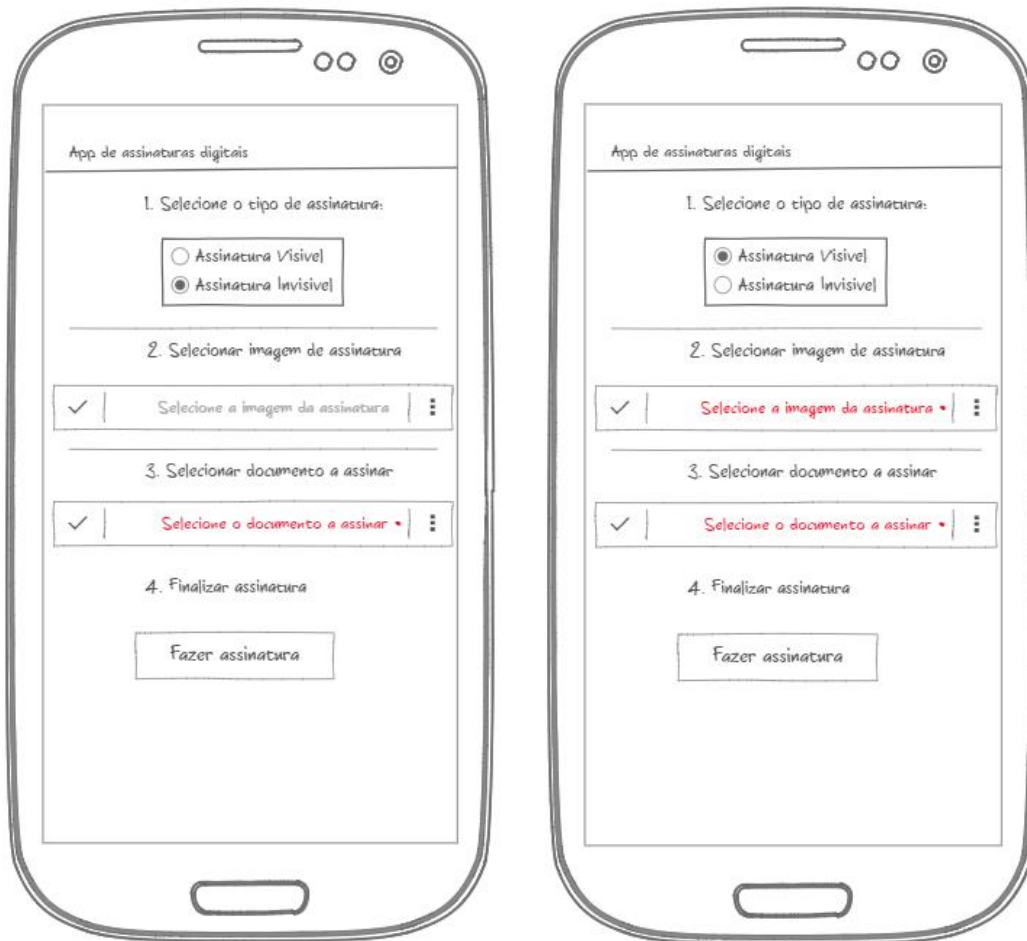 App de assinaturas digitais
1. Selecione o tipo de assinatura:
Assinatura Visivel
Assinatura Invisivel
2. Selecionar imagem de assinatura
Selecione a imagem da assinatura
3. Selecionar documento a assinar
Selecione o documento a assinar •
4. Finalizar assinatura
Fazer assinatura
App de assinaturas digitais
1. Selecione o tipo de assinatura:
Assinatura Visivel
Assinatura Invisivel
2. Selecionar imagem de assinatura
Selecione a imagem da assinatura •
3. Selecionar documento a assinar
Selecione o documento a assinar •
4. Finalizar assinatura
Fazer assinatura